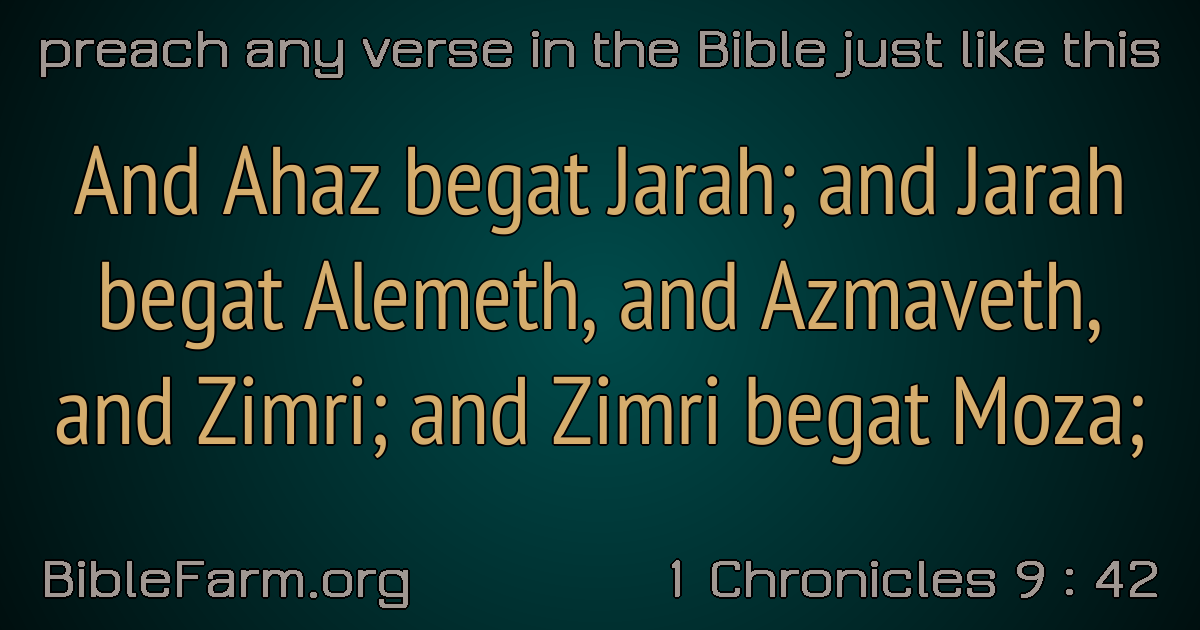 preach any verse in the Bible just like this
And Ahaz begat Jarah; and Jarah
begat Alemeth, and Azmaveth,
and Zimri; and Zimri begat Moza;
BibleFarm.org
1 Chronicles 9 : 42